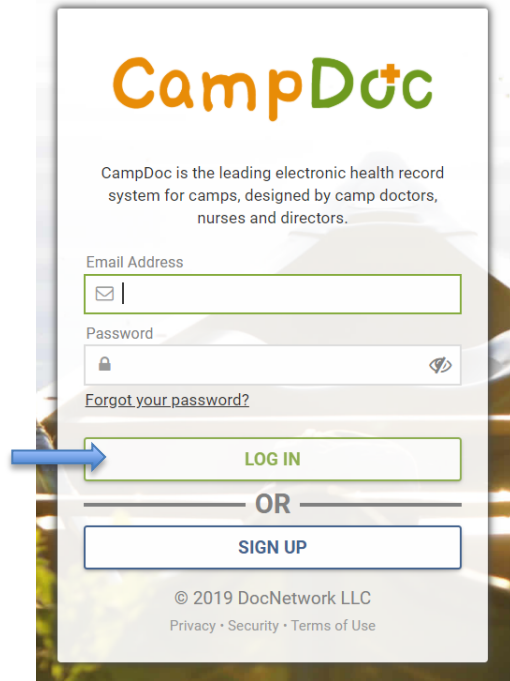 CampDoc
CampDoc is the leading electronic health record
system for camps, designed by camp doctors,
nurses and directors.
Email Address
Password
Forgot your password?
LOG IN
OR
SIGN UP
© 2019 DocNetwork LLC
Privacy • Security • Terms of Use